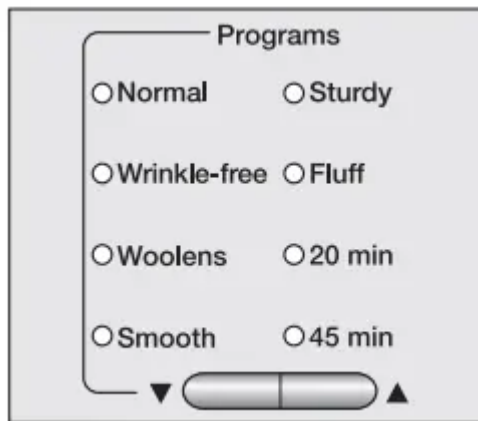 Programs
Normal
Sturdy
Wrinkle-free
Fluff
Woolens
20 min
Smooth
45 min